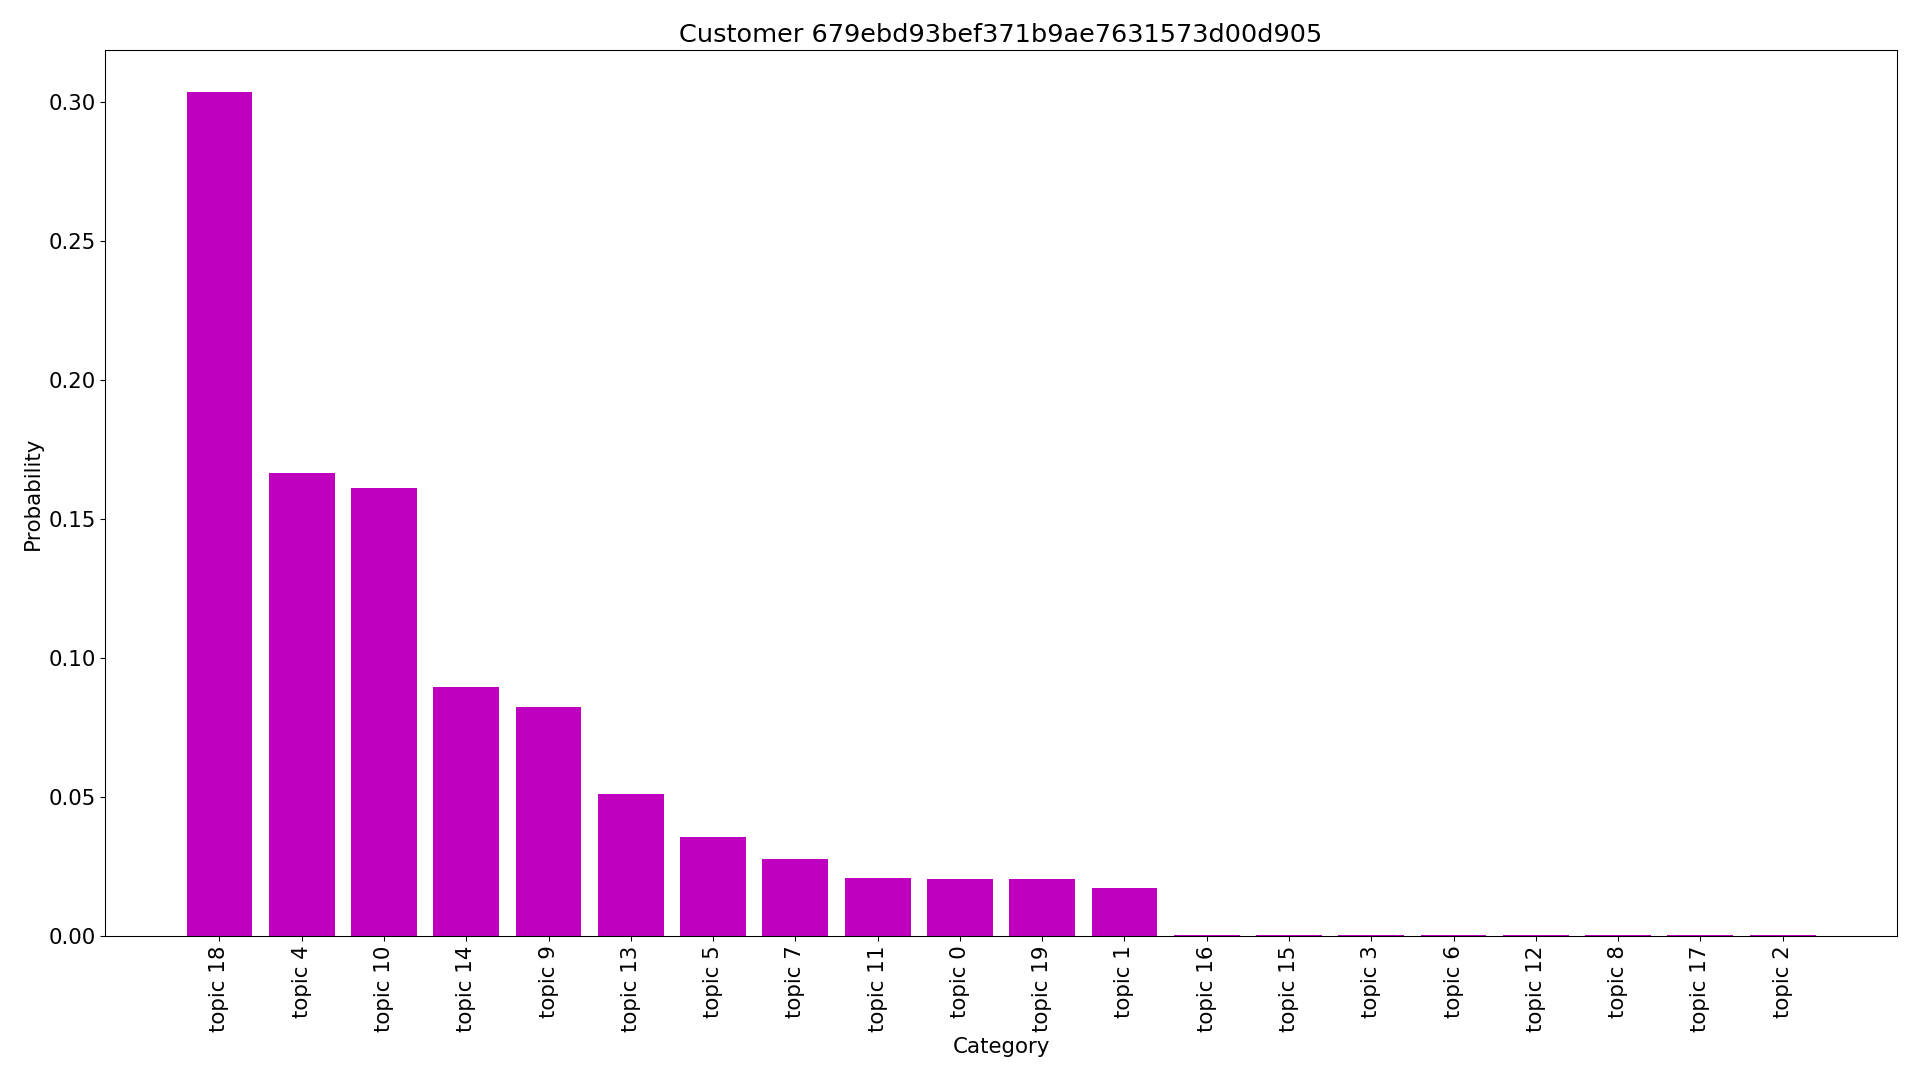 Customer 679ebd93bef371b9ae7631573d00d905
Probability
0.30
0.25
0.20
0.15
0.10
0.05
0.00
topic 18
topic 4
topic 10
topic 14
topic 9
topic 13
topic 5
topic 7
topic 11
topic 0
topic 19
topic 1
topic 16
topic 15
topic 3
topic 6
topic 12
topic 8
topic 17
topic 2
Category